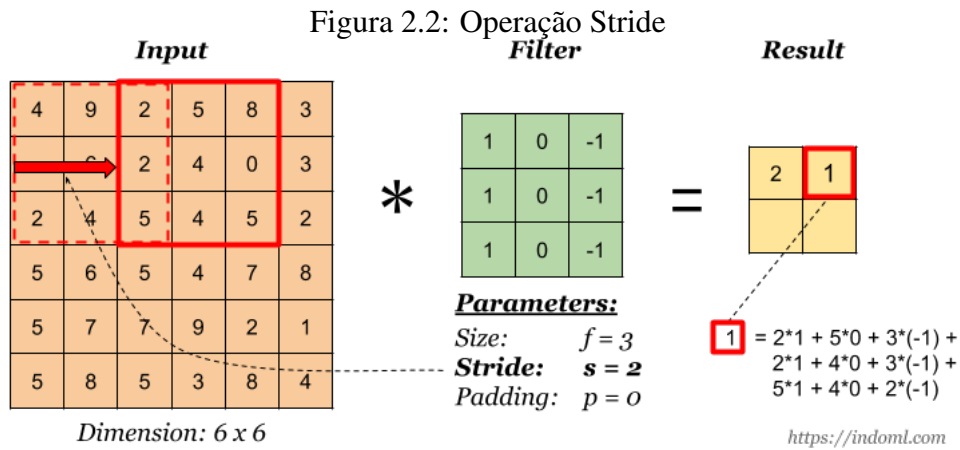 Figura 2.2: Operação Stride
Input Filter Result
4 9 2 5 8 3
2 4 0 3
2 4 5 4 5 2
5 6 5 4 7 8
5 7 7 9 2 1
5 8 5 3 8 4
Dimension: 6 x 6
*
1 0 -1
1 0 -1
1 0 -1
Parameters:
Size: f = 3
Stride: s = 2
Padding: p = 0
=
2 1
1 = 2*1 + 5*0 + 3*(-1) +
2*1 + 4*0 + 3*(-1) +
5*1 + 4*0 + 2*(-1)
https://indoml.com